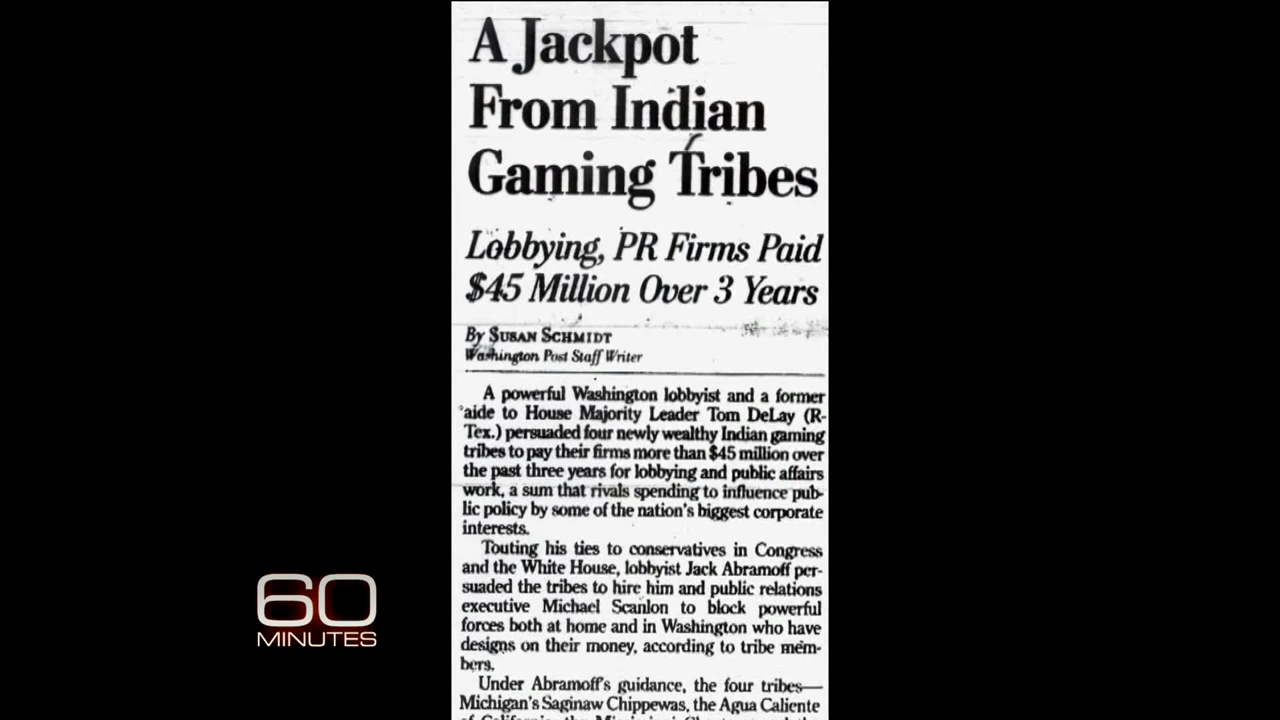 A Jackpot
From Indian
Gaming Tribes
Lobbying, PR Firms Paid
$45 Million Over 3 Years
By SUSAN SCHMIDT
Washington Post Staff Writer
A powerful Washington lobbyist and a former
aide to House Majority Leader Tom DeLay (R-
Tex.) persuaded four newly wealthy Indian gaming
tribes to pay their firms more than $45 million over
the past three years for lobbying and public affairs
work, a sum that rivals spending to influence pub-
lic policy by some of the nation's biggest corporate
interests.
Touting his ties to conservatives in Congress
and the White House, lobbyist Jack Abramoff per-
suaded the tribes to hire him and public relations
executive Michael Scanlon to block powerful
forces both at home and in Washington who have
designs on their money, according to tribe mem-
bers.
Under Abramoff's guidance, the four tribes—
Michigan's Saginaw Chippewas, the Agua Caliente
60
MINUTES